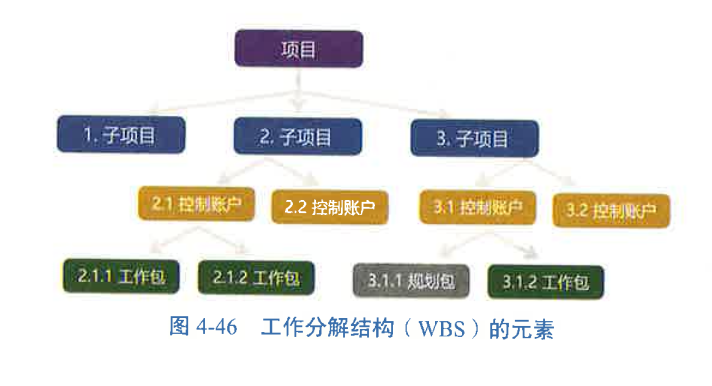 项目
1. 子项目
2. 子项目
3. 子项目
2.1 控制账户
2.2 控制账户
3.1 控制账户
3.2 控制账户
2.1.1 工作包
2.1.2 工作包
3.1.1 规划包
3.1.2 工作包
图 4-46 工作分解结构（WBS）的元素